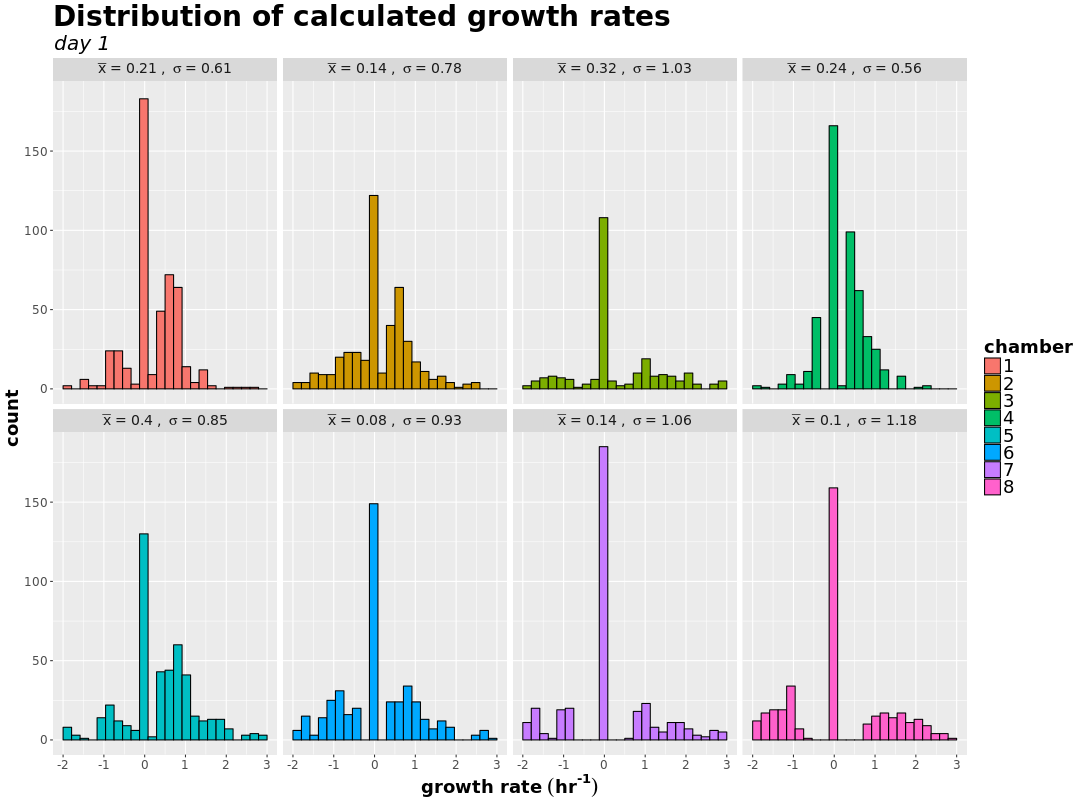 Distribution of calculated growth rates
day 1
x̅ = 0.21 , σ = 0.61
x̅ = 0.14 , σ = 0.78
x̅ = 0.32 , σ = 1.03
x̅ = 0.24 , σ = 0.56
150
100
50
0
x̅ = 0.4 , σ = 0.85
x̅ = 0.08 , σ = 0.93
x̅ = 0.14 , σ = 1.06
x̅ = 0.1 , σ = 1.18
150
100
50
0
-2 -1 0 1 2 3
-2 -1 0 1 2 3
-2 -1 0 1 2 3
-2 -1 0 1 2 3
growth rate (hr⁻¹)
count
chamber
1
2
3
4
5
6
7
8